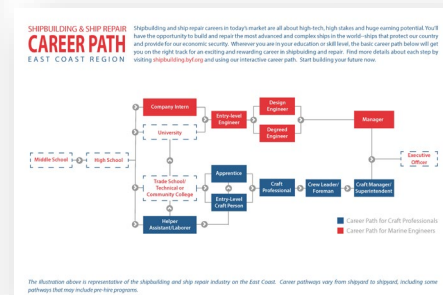 SHIPBUILDING & SHIP REPAIR
CAREER PATH
EAST COAST REGION
Shipbuilding and ship repair careers in today's market are all about high-tech, high stakes and huge earning potential. You'll
have the opportunity to build and repair the most advanced and complex ships in the world–ships that protect our country
and provide for our economic security. Wherever you are in your education or skill level, the basic career path below will get
you on the right track for an exciting and rewarding career in shipbuilding and repair. Find more details about each step by
visiting shipbuilding.byf.org and using our interactive career path. Start building your future now.
Company Intern
University
Entry-level
Engineer
Design
Engineer
Degreed
Engineer
Manager
Middle School
High School
Executive
Officer
Trade School/
Technical or
Community College
Apprentice
Entry-Level
Craft Person
Craft
Professional
Crew Leader/
Foreman
Craft Manager/
Superintendent
Helper
Assistant/Laborer
Career Path for Craft Professionals
Career Path for Marine Engineers
The illustration above is representative of the shipbuilding and ship repair industry on the East Coast. Career pathways vary from shipyard to shipyard, including some
pathways that may include pre-hire programs.